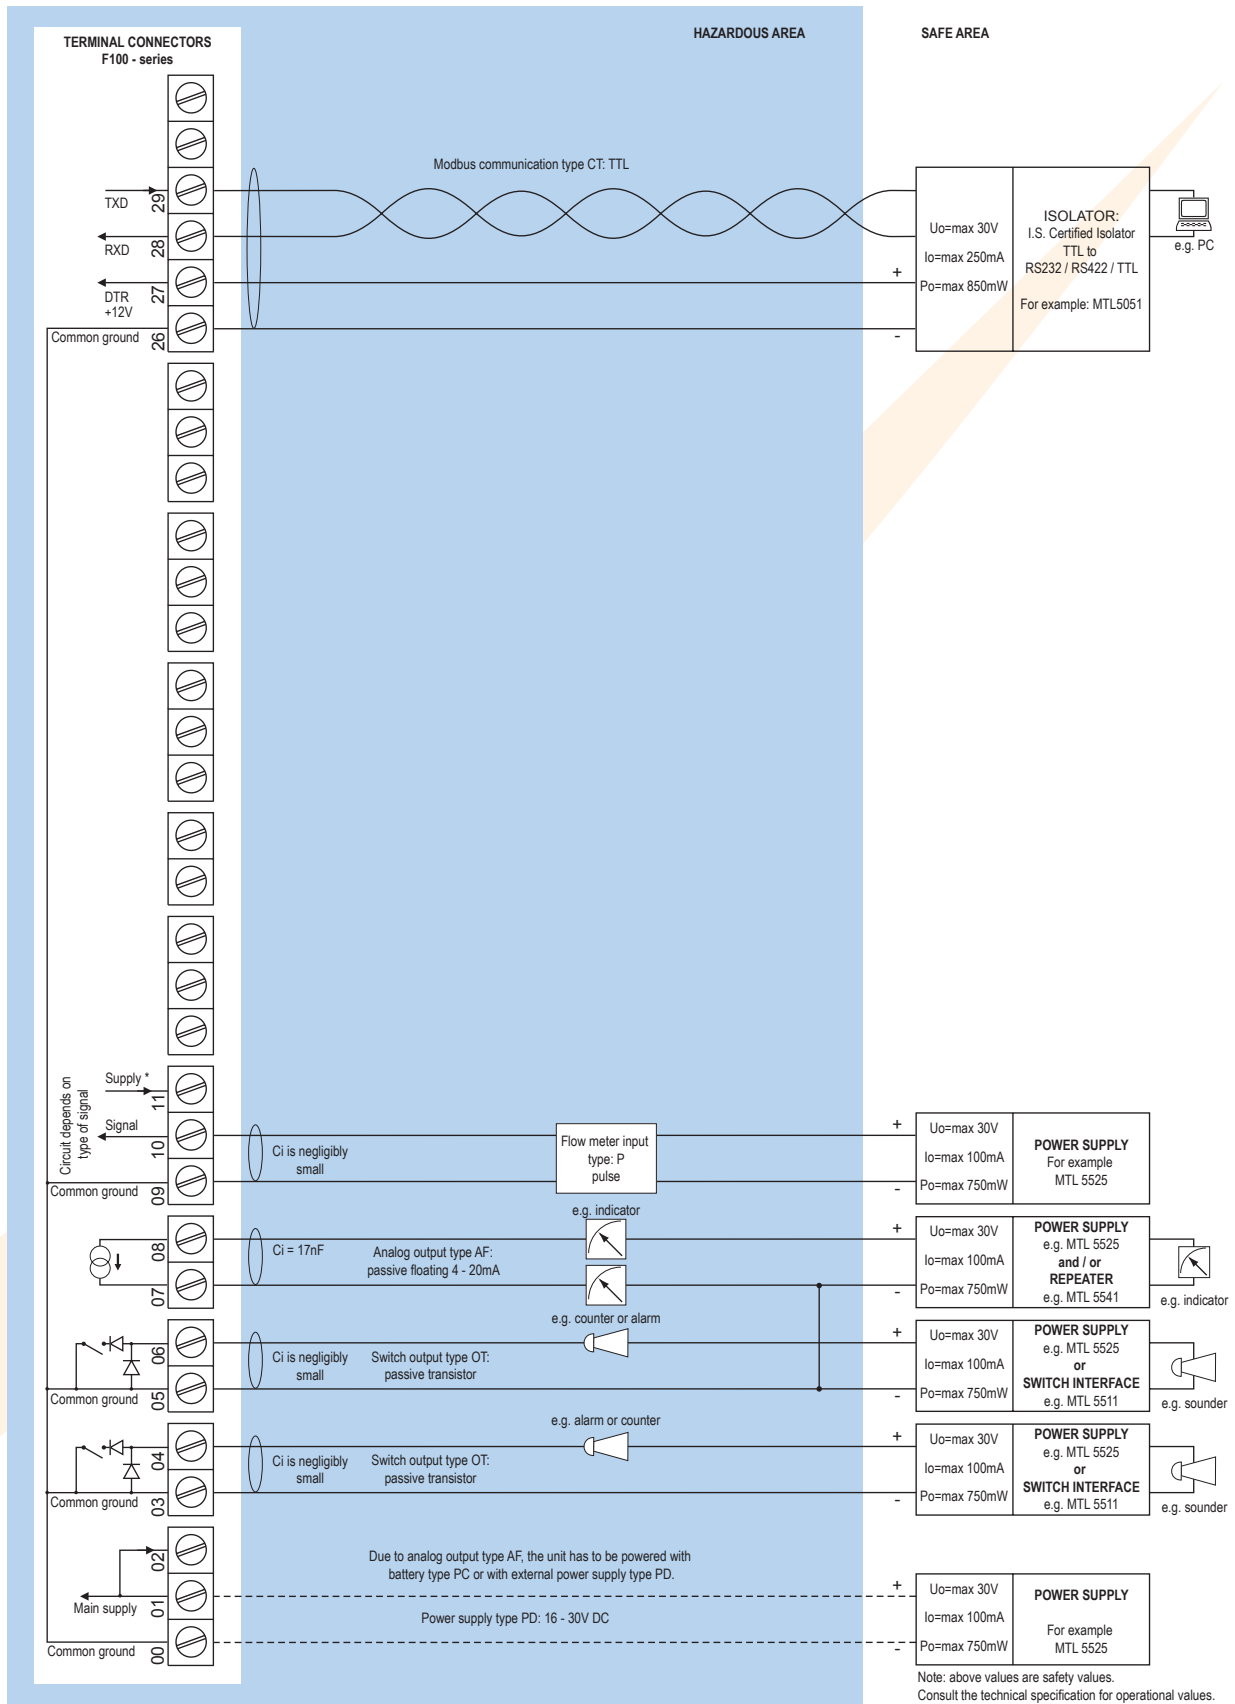 TERMINAL CONNECTORS
F100 - series
HAZARDOUS AREA
SAFE AREA
Modbus communication type CT: TTL
TXD
29
RXD
28
DTR
+12V
27
Common ground
26
+
-
Uo=max 30V
Io=max 250mA
Po=max 850mW
ISOLATOR:
I.S. Certified Isolator
TTL to
RS232 / RS422 / TTL
For example: MTL5051
e.g. PC
Circuit depends on
type of signal
Supply *
11
Signal
10
Common ground
09
Ci is negligibly
small
Flow meter input
type: P
pulse
+
-
Uo=max 30V
Io=max 100mA
Po=max 750mW
POWER SUPPLY
For example
MTL 5525
08
07
Ci = 17nF
Analog output type AF:
passive floating 4 - 20mA
e.g. indicator
+
-
Uo=max 30V
Io=max 100mA
Po=max 750mW
POWER SUPPLY
e.g. MTL 5525
and / or
REPEATER
e.g. MTL 5541
e.g. indicator
06
Common ground
05
Ci is negligibly
small
Switch output type OT:
passive transistor
e.g. counter or alarm
+
-
Uo=max 30V
Io=max 100mA
Po=max 750mW
POWER SUPPLY
e.g. MTL 5525
or
SWITCH INTERFACE
e.g. MTL 5511
e.g. sounder
04
Common ground
03
Ci is negligibly
small
Switch output type OT:
passive transistor
e.g. alarm or counter
+
-
Uo=max 30V
Io=max 100mA
Po=max 750mW
POWER SUPPLY
e.g. MTL 5525
or
SWITCH INTERFACE
e.g. MTL 5511
e.g. sounder
02
Main supply
01
Common ground
00
Due to analog output type AF, the unit has to be powered with
battery type PC or with external power supply type PD.
Power supply type PD: 16 - 30V DC
+
-
Uo=max 30V
Io=max 100mA
Po=max 750mW
POWER SUPPLY
For example
MTL 5525
Note: above values are safety values.
Consult the technical specification for operational values.